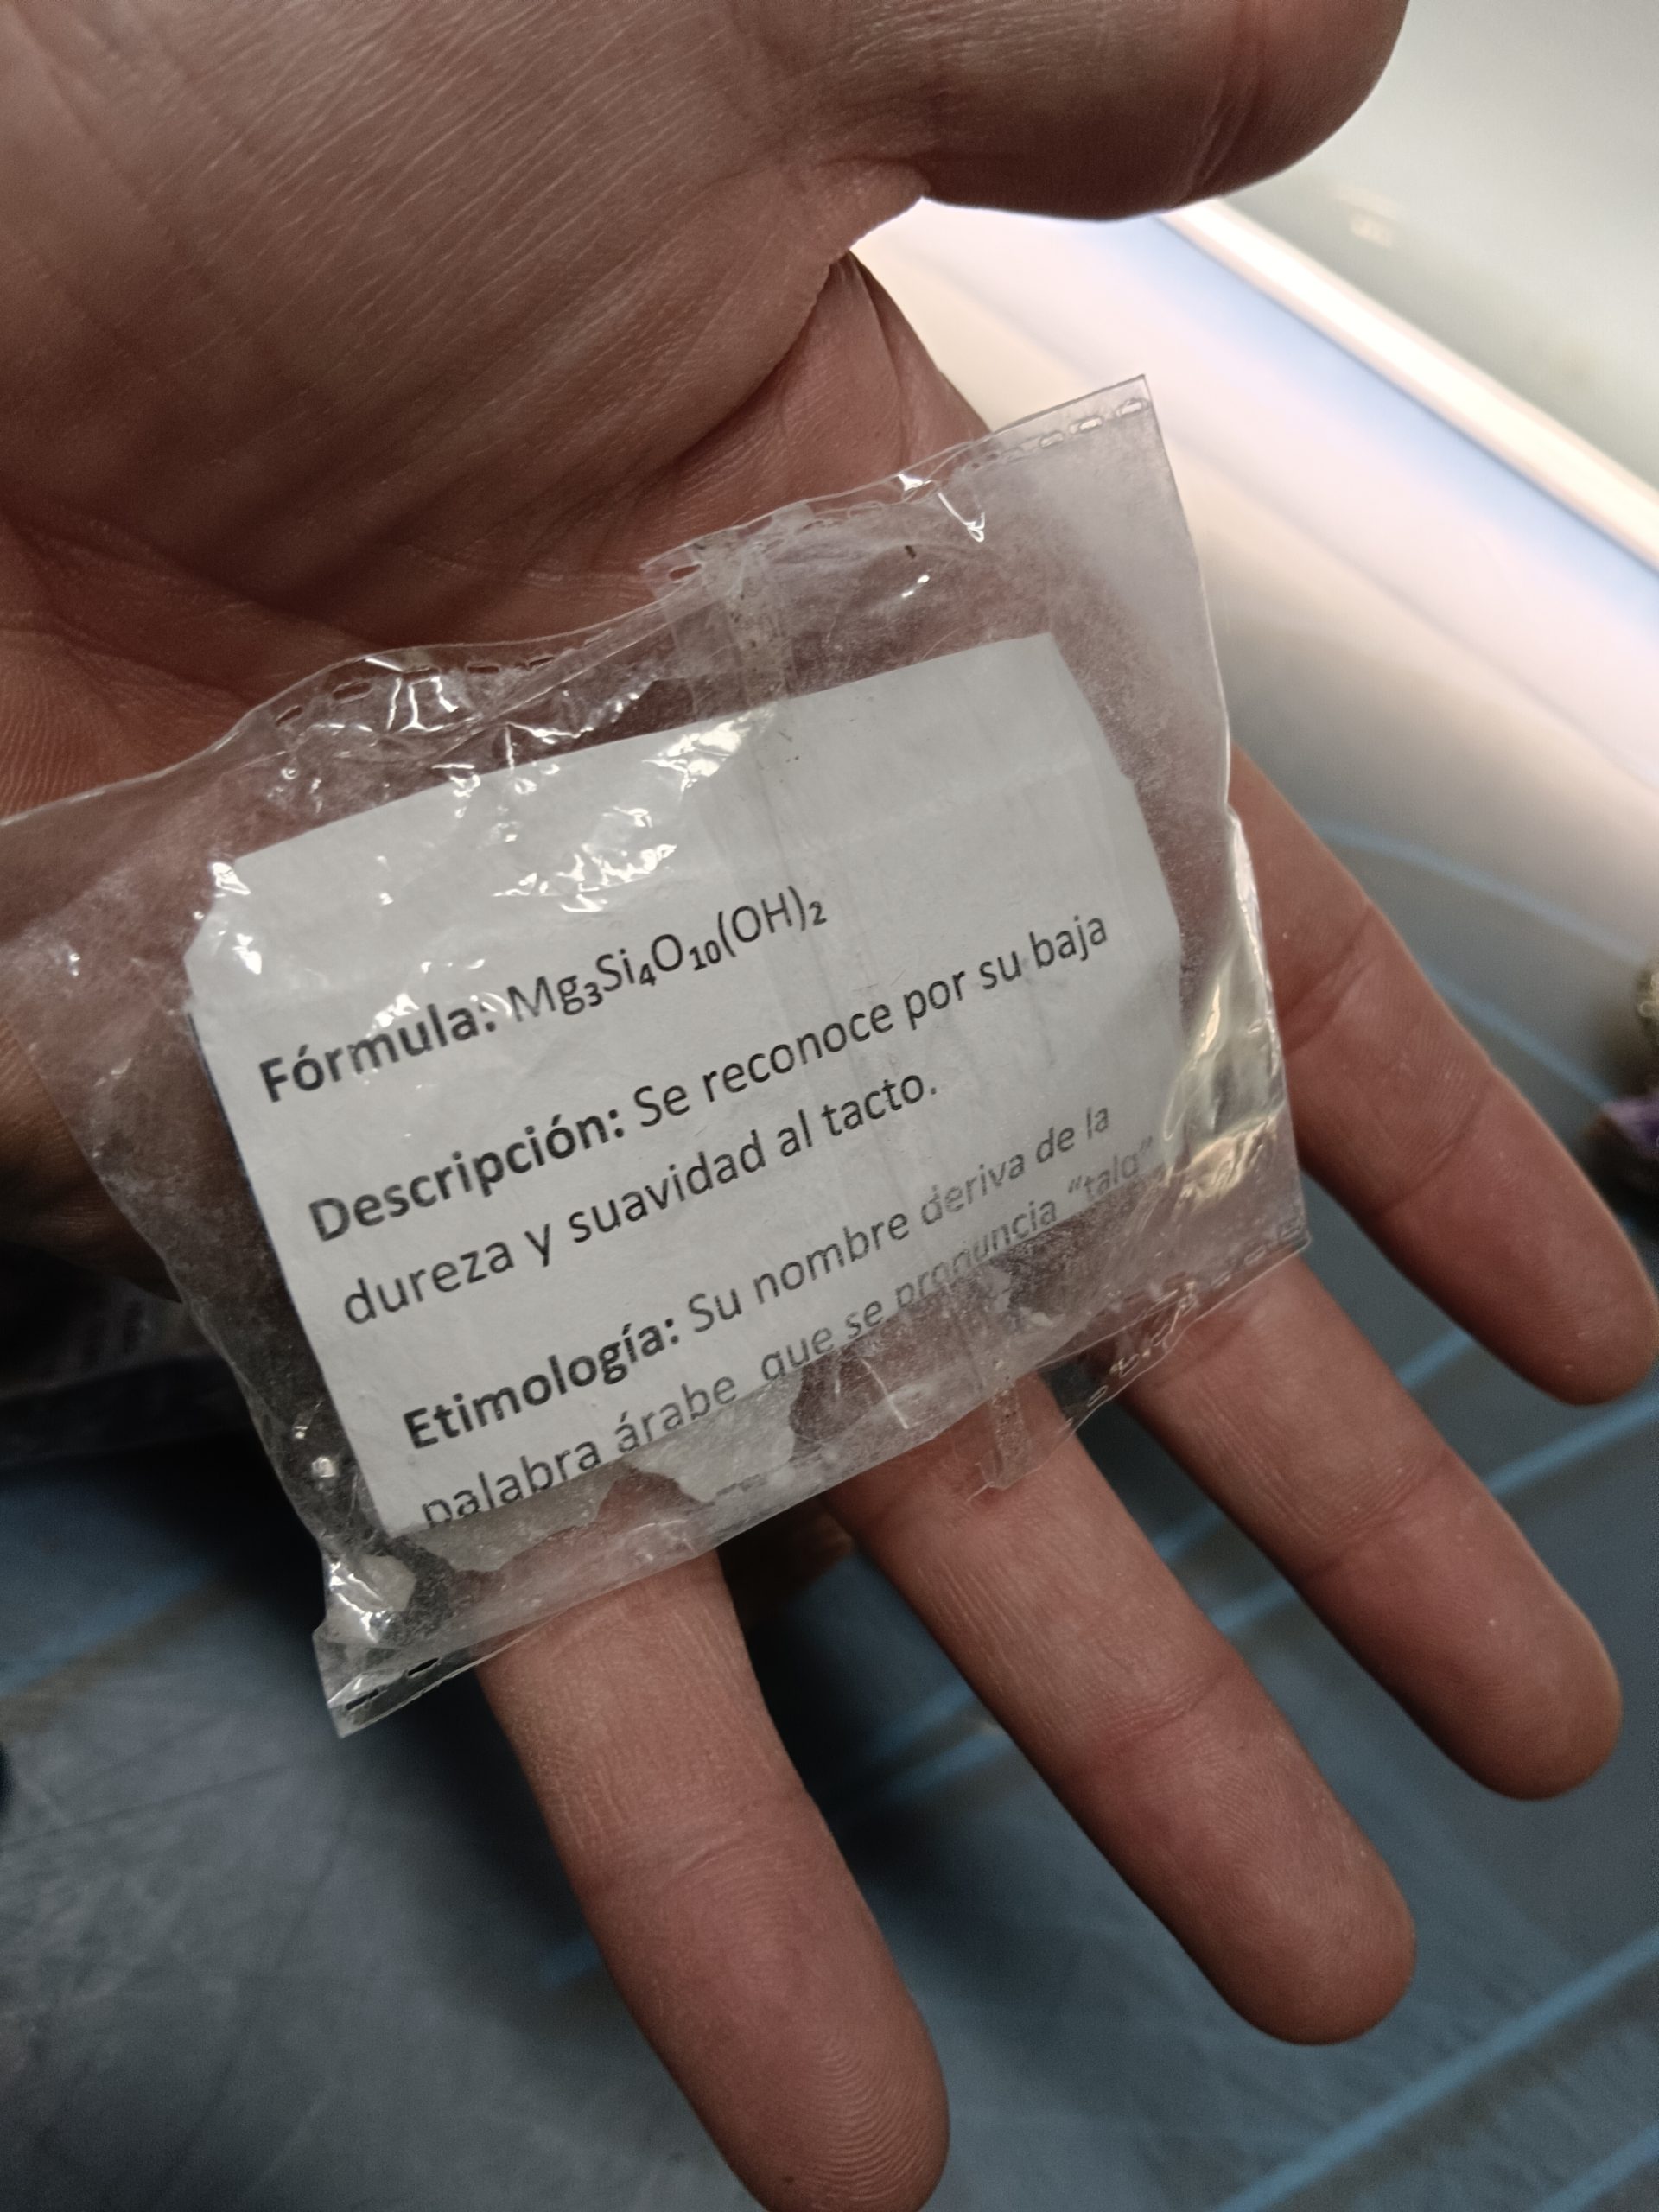 Fórmula: Mg₃Si₄O₁₀(OH)₂
Descripción: Se reconoce por su baja
dureza y suavidad al tacto.
Etimología: Su nombre deriva de la
palabra árabe que se pronuncia “talq”